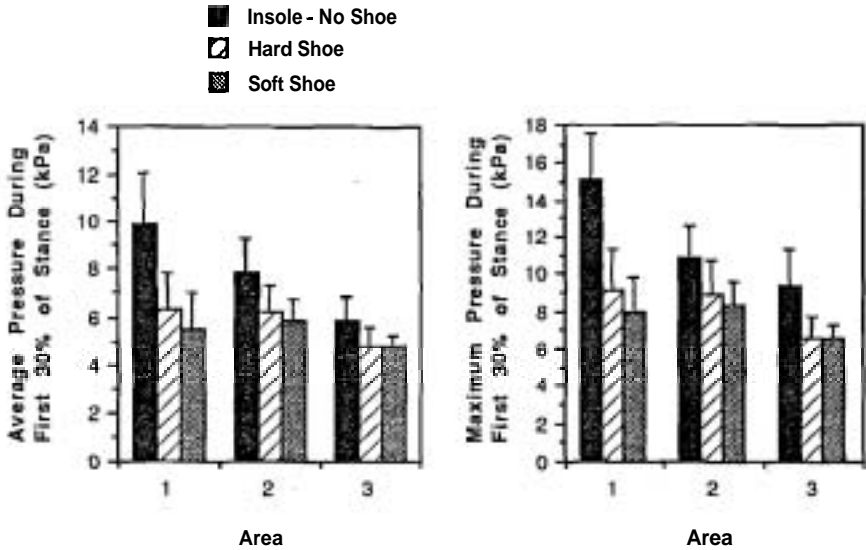 Insole - No Shoe
Hard Shoe
Soft Shoe
Average Pressure During
First 30% of Stance (kPa)
14
12
10
8
6
4
2
0
1 2 3
Area
Maximum Pressure During
First 30% of Stance (kPa)
18
16
14
12
10
8
6
4
2
0
1 2 3
Area